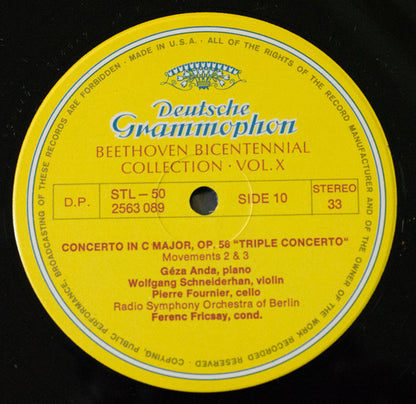 MADE IN U.S.A. · ALL OF THE RIGHTS OF THE RECORD MANUFACTURER AND OF THE OWNER OF THE WORK RECORDED RESERVED · COPYING, PUBLIC PERFORMANCE, BROADCASTING OF THESE RECORDS ARE FORBIDDEN ·
Deutsche
Grammophon
BEETHOVEN BICENTENNIAL
COLLECTION · VOL. X
D.P.
STL–50
2563 089
SIDE 10
STEREO
33
CONCERTO IN C MAJOR, OP. 56 "TRIPLE CONCERTO"
Movements 2 & 3
Géza Anda, piano
Wolfgang Schneiderhan, violin
Pierre Fournier, cello
Radio Symphony Orchestra of Berlin
Ferenc Fricsay, cond.